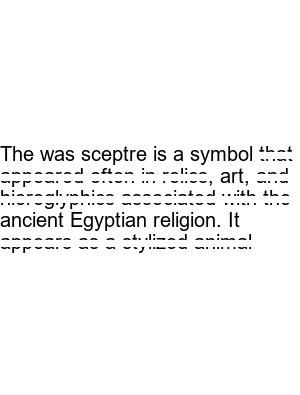 The was sceptre is a symbol that
appeared often in relics, art, and
hieroglyphics associated with the
ancient Egyptian religion. It
appears as a stylized animal